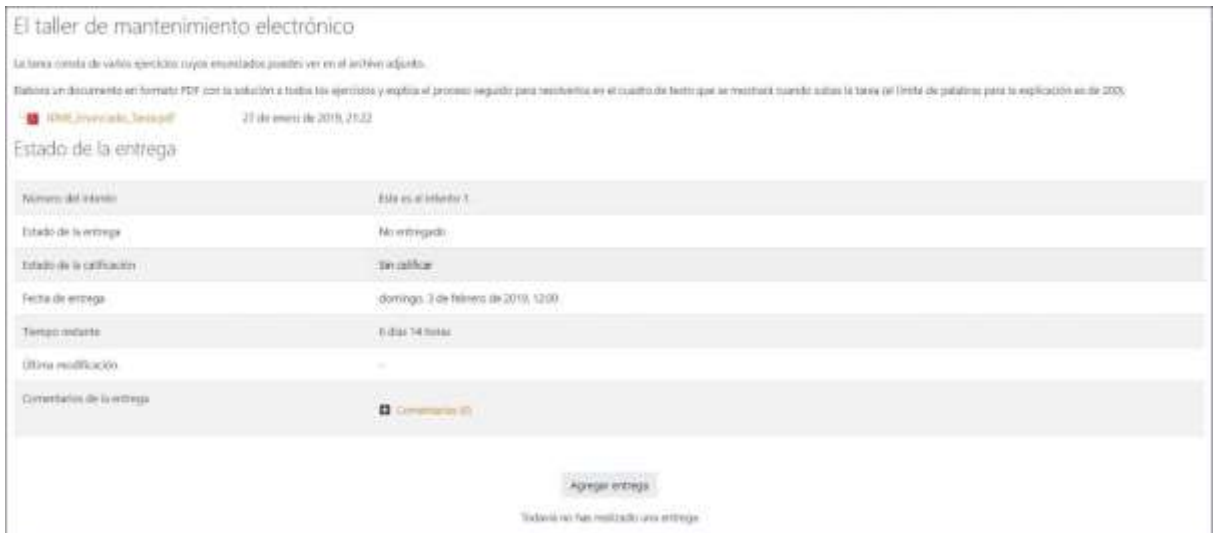 El taller de mantenimiento electrónico
La tarea consta de varios ejercicios cuyos enunciados puedes ver en el archivo adjunto.
Elabora un documento en formato PDF con la solución a todos los ejercicios y explica el proceso seguido para resolverlos en el cuadro de texto que se mostrará cuando subas la tarea (el límite de palabras para la explicación es de 200).
27 de enero de 2019, 21:22
Estado de la entrega
Número del intento Este es el intento 1.
Estado de la entrega No entregado
Estado de la calificación Sin calificar
Fecha de entrega domingo, 3 de febrero de 2019, 12:00
Tiempo restante 6 días 14 horas
Última modificación -
Comentarios de la entrega Comentarios (0)
Agregar entrega
Todavía no has realizado una entrega